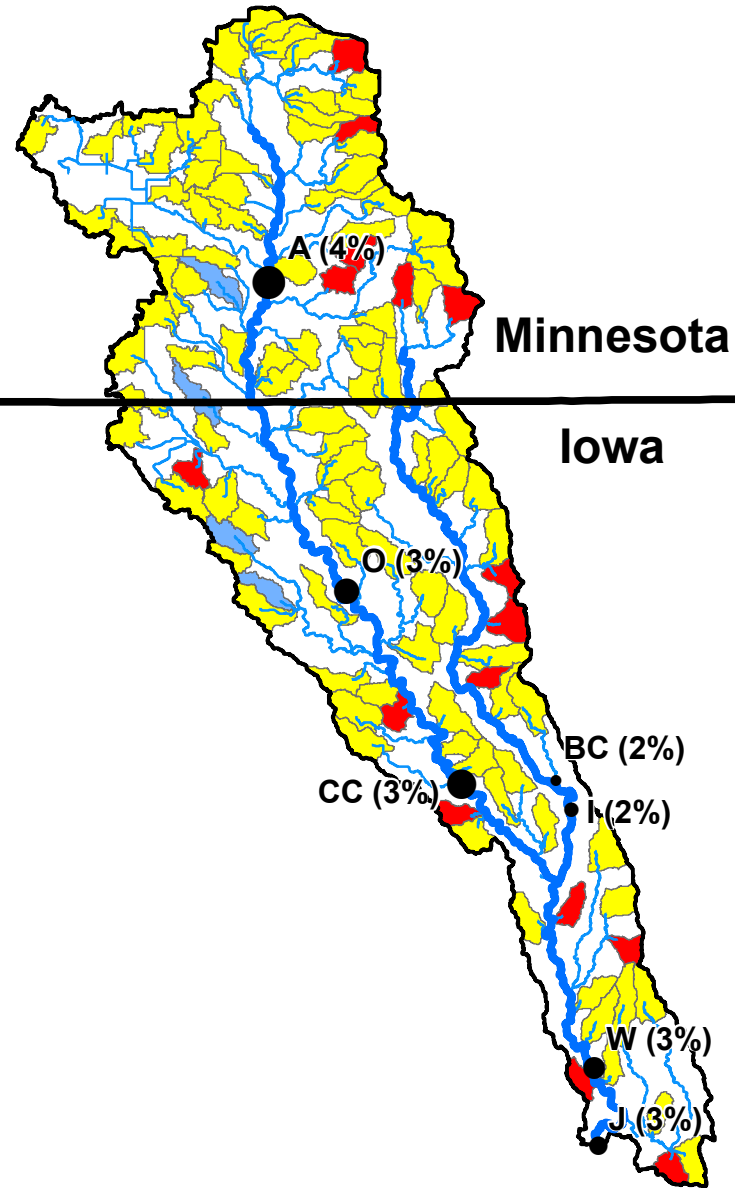 A (4%)
Minnesota
Iowa
O (3%)
BC (2%)
CC (3%)
I (2%)
W (3%)
J (3%)